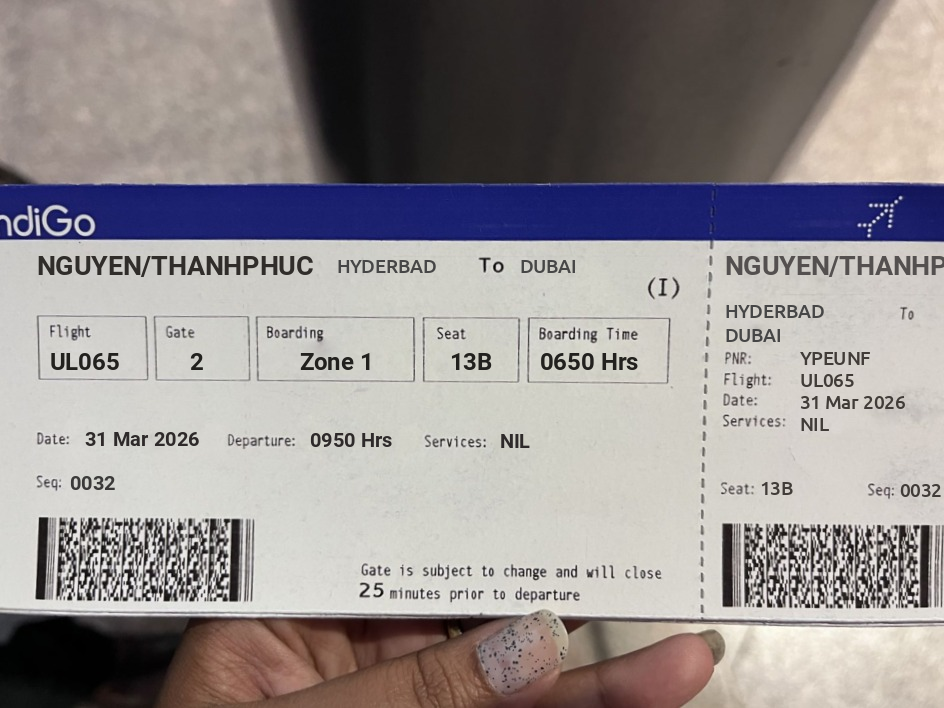 ndiGo
NGUYEN/THANHPHUC HYDERBAD To DUBAI
(I)
Flight Gate Boarding Seat Boarding Time
UL065 2 Zone 1 13B 0650 Hrs
Date: 31 Mar 2026 Departure: 0950 Hrs Services: NIL
Seq: 0032
Gate is subject to change and will close
25 minutes prior to departure
NGUYEN/THANHP
HYDERBAD To
DUBAI
PNR: YPEUNF
Flight: UL065
Date: 31 Mar 2026
Services: NIL
Seat: 13B Seq: 0032